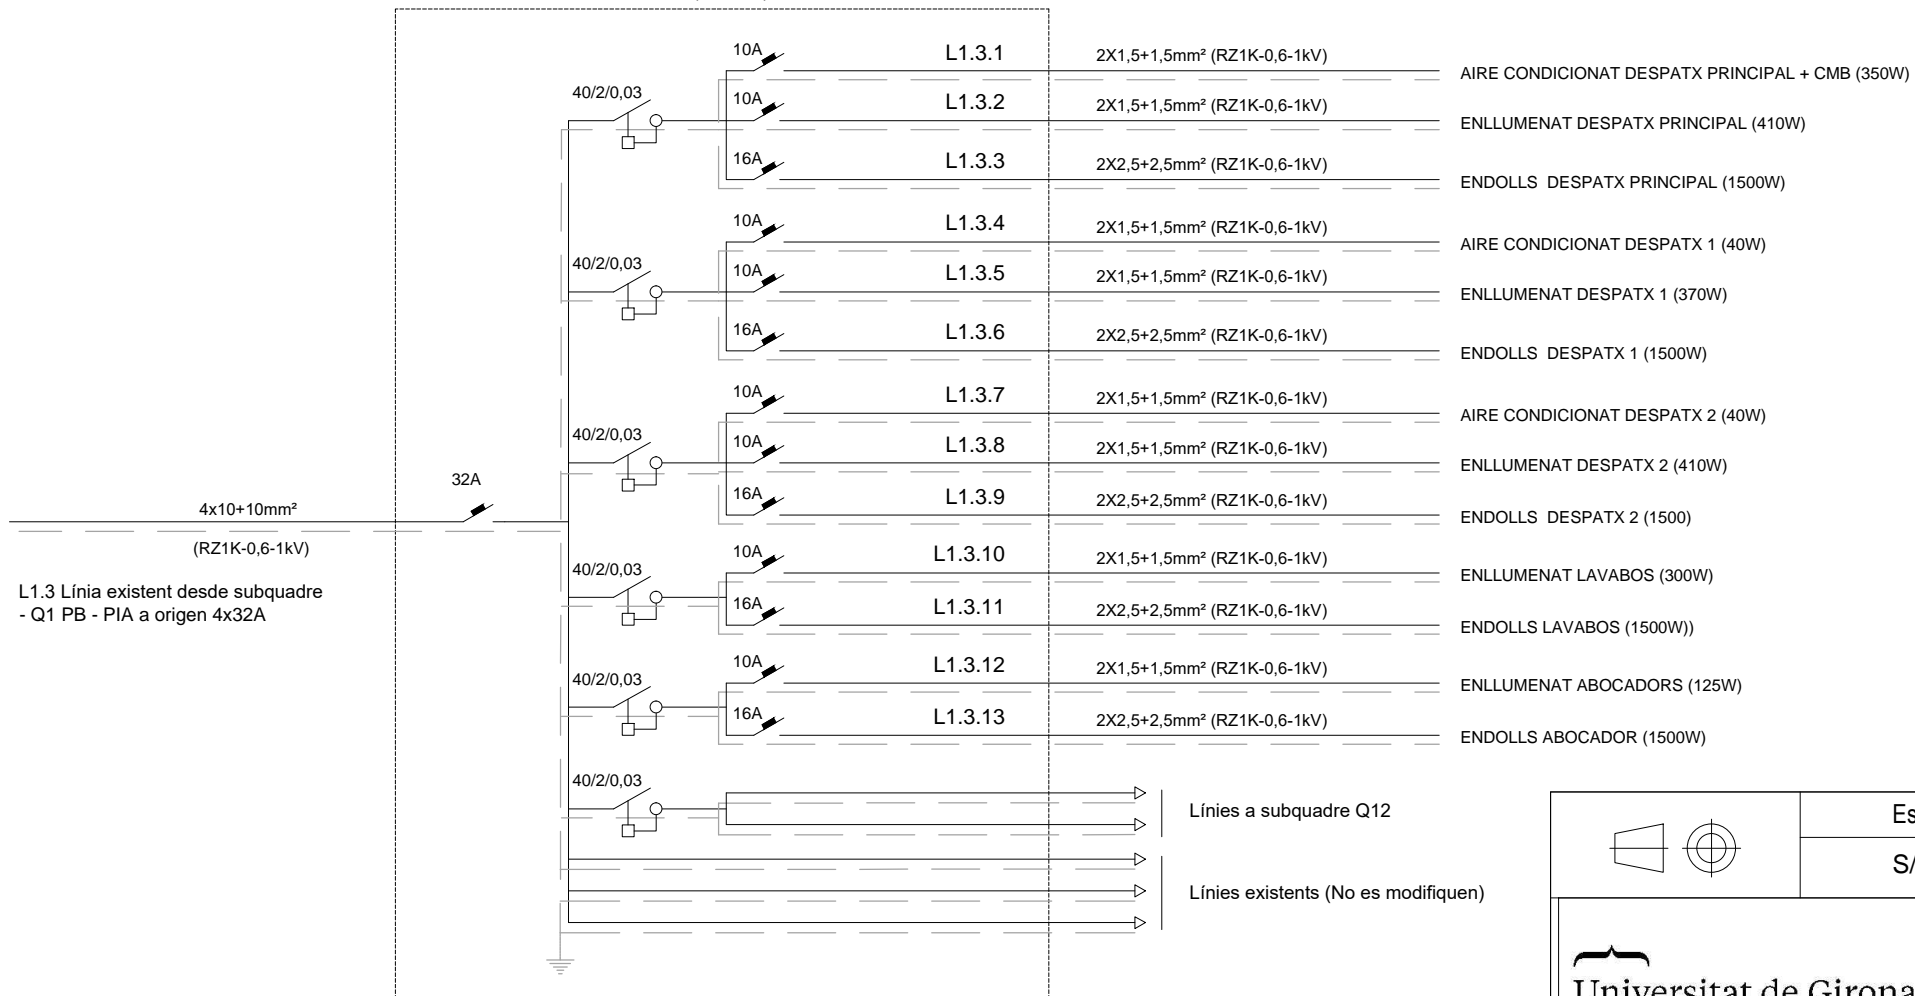 10A L1.3.1 2X1,5+1,5mm² (RZ1K-0,6-1kV) AIRE CONDICIONAT DESPATX PRINCIPAL + CMB (350W)
40/2/0,03
10A L1.3.2 2X1,5+1,5mm² (RZ1K-0,6-1kV) ENLLUMENAT DESPATX PRINCIPAL (410W)
16A L1.3.3 2X2,5+2,5mm² (RZ1K-0,6-1kV) ENDOLLS DESPATX PRINCIPAL (1500W)
10A L1.3.4 2X1,5+1,5mm² (RZ1K-0,6-1kV) AIRE CONDICIONAT DESPATX 1 (40W)
40/2/0,03
10A L1.3.5 2X1,5+1,5mm² (RZ1K-0,6-1kV) ENLLUMENAT DESPATX 1 (370W)
16A L1.3.6 2X2,5+2,5mm² (RZ1K-0,6-1kV) ENDOLLS DESPATX 1 (1500W)
10A L1.3.7 2X1,5+1,5mm² (RZ1K-0,6-1kV) AIRE CONDICIONAT DESPATX 2 (40W)
40/2/0,03
10A L1.3.8 2X1,5+1,5mm² (RZ1K-0,6-1kV) ENLLUMENAT DESPATX 2 (410W)
16A L1.3.9 2X2,5+2,5mm² (RZ1K-0,6-1kV) ENDOLLS DESPATX 2 (1500)
32A
4x10+10mm²
(RZ1K-0,6-1kV)
L1.3 Línia existent desde subquadre
- Q1 PB - PIA a origen 4x32A
10A L1.3.10 2X1,5+1,5mm² (RZ1K-0,6-1kV) ENLLUMENAT LAVABOS (300W)
40/2/0,03
16A L1.3.11 2X2,5+2,5mm² (RZ1K-0,6-1kV) ENDOLLS LAVABOS (1500W))
10A L1.3.12 2X1,5+1,5mm² (RZ1K-0,6-1kV) ENLLUMENAT ABOCADORS (125W)
40/2/0,03
16A L1.3.13 2X2,5+2,5mm² (RZ1K-0,6-1kV) ENDOLLS ABOCADOR (1500W)
40/2/0,03
Línies a subquadre Q12
Línies existents (No es modifiquen)
Es
S/
Universitat de Girona